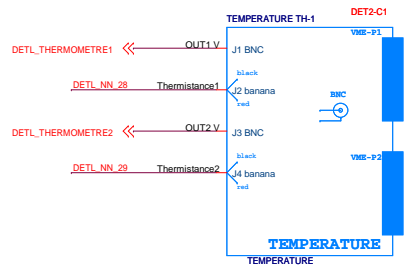 DET2-C1
TEMPERATURE TH-1
VME-P1
DETL_THERMOMETRE1 OUT1 V J1 BNC
black
DETL_NN_28 Thermistance1 J2 banana
red
BNC
DETL_THERMOMETRE2 OUT2 V J3 BNC
black
VME-P2
DETL_NN_29 Thermistance2 J4 banana
red
TEMPERATURE
TEMPERATURE